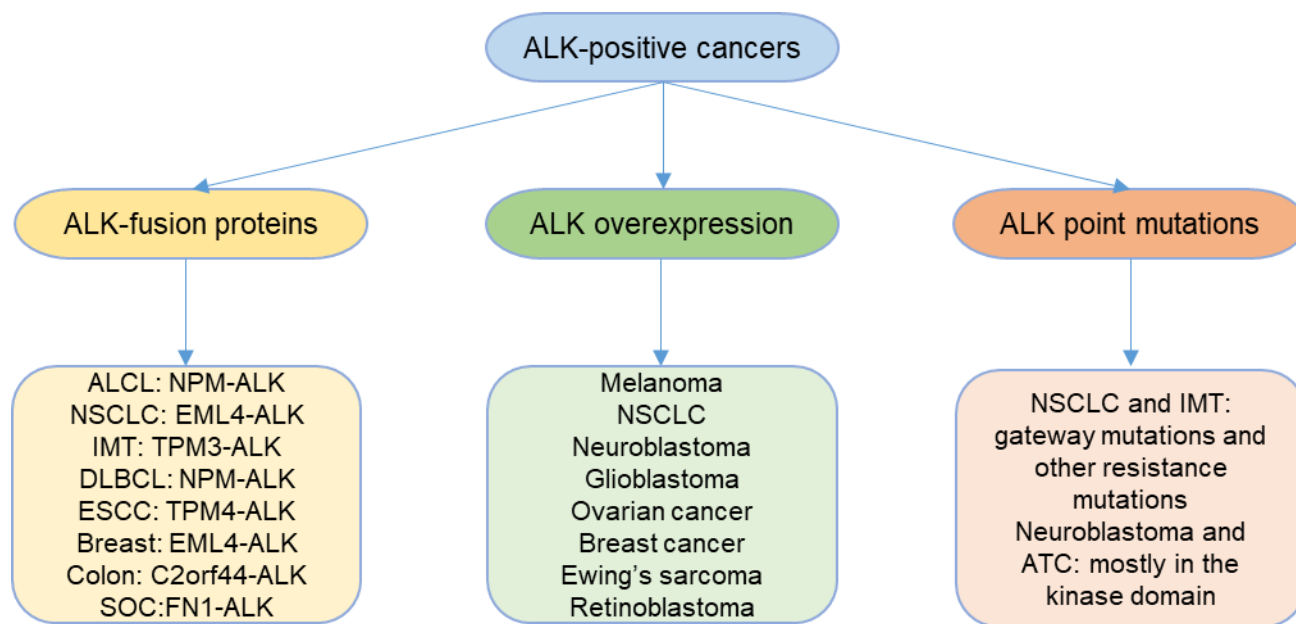 ALK-positive cancers
ALK-fusion proteins
ALK overexpression
ALK point mutations
ALCL: NPM-ALK
NSCLC: EML4-ALK
IMT: TPM3-ALK
DLBCL: NPM-ALK
ESCC: TPM4-ALK
Breast: EML4-ALK
Colon: C2orf44-ALK
SOC:FN1-ALK
Melanoma
NSCLC
Neuroblastoma
Glioblastoma
Ovarian cancer
Breast cancer
Ewing’s sarcoma
Retinoblastoma
NSCLC and IMT:
gateway mutations and
other resistance
mutations
Neuroblastoma and
ATC: mostly in the
kinase domain